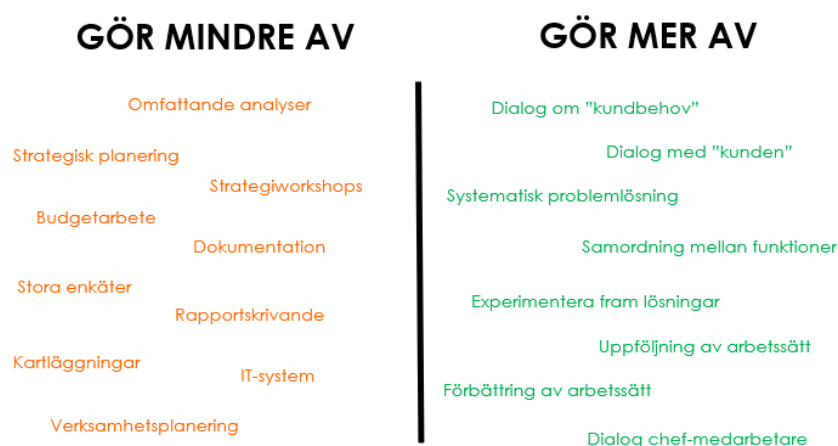 GÖR MINDRE AV
Omfattande analyser
Strategisk planering
Strategiworkshops
Budgetarbete
Dokumentation
Stora enkäter
Rapportskrivande
Kartläggningar
IT-system
Verksamhetsplanering
GÖR MER AV
Dialog om ”kundbehov”
Dialog med ”kunden”
Systematisk problemlösning
Samordning mellan funktioner
Experimentera fram lösningar
Uppföljning av arbetssätt
Förbättring av arbetssätt
Dialog chef-medarbetare